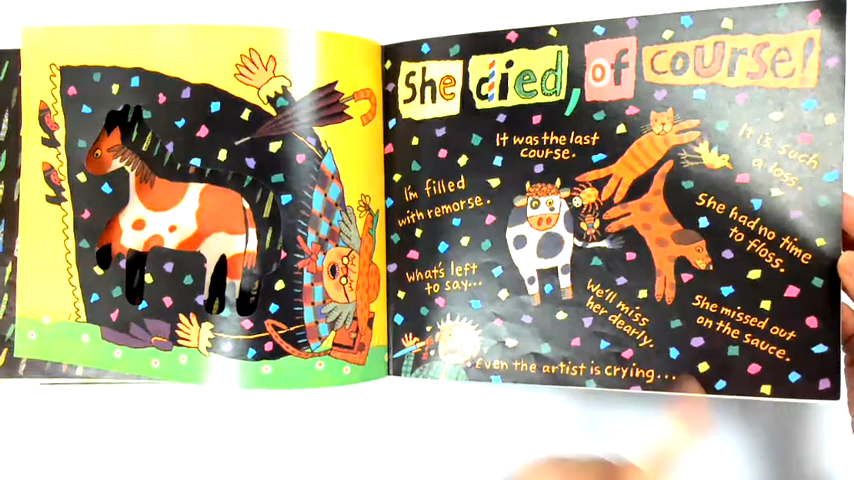 She died, of course!
It was the last
course.
It is such
a loss.
I'm filled
with remorse.
She had no time
to floss.
What's left
to say...
We'll miss
her dearly.
She missed out
on the sauce.
Even the artist is crying...